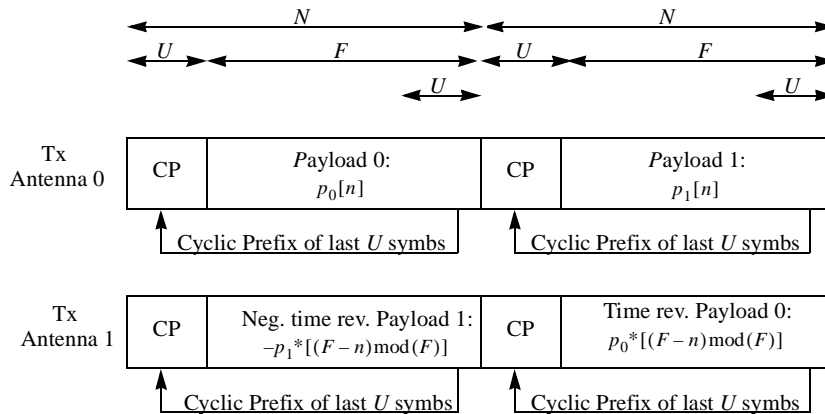 N N
U F U F
U U
Tx
Antenna 0
CP
Payload 0:
p₀[n]
CP
Payload 1:
p₁[n]
Cyclic Prefix of last U symbs
Cyclic Prefix of last U symbs
Tx
Antenna 1
CP
Neg. time rev. Payload 1:
−p₁*[(F−n)mod(F)]
CP
Time rev. Payload 0:
p₀*[(F−n)mod(F)]
Cyclic Prefix of last U symbs
Cyclic Prefix of last U symbs